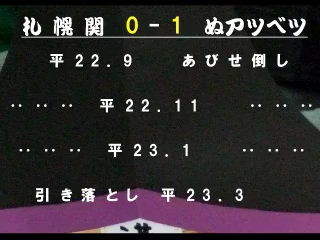 札幌関 0-1 ぬ刀ツベツ
平22.9 あびせ倒し
‥ ‥ ‥ 平22.11 ‥ ‥ ‥
‥ ‥ ‥ 平23.1 ‥ ‥ ‥
引き落とし 平23.3